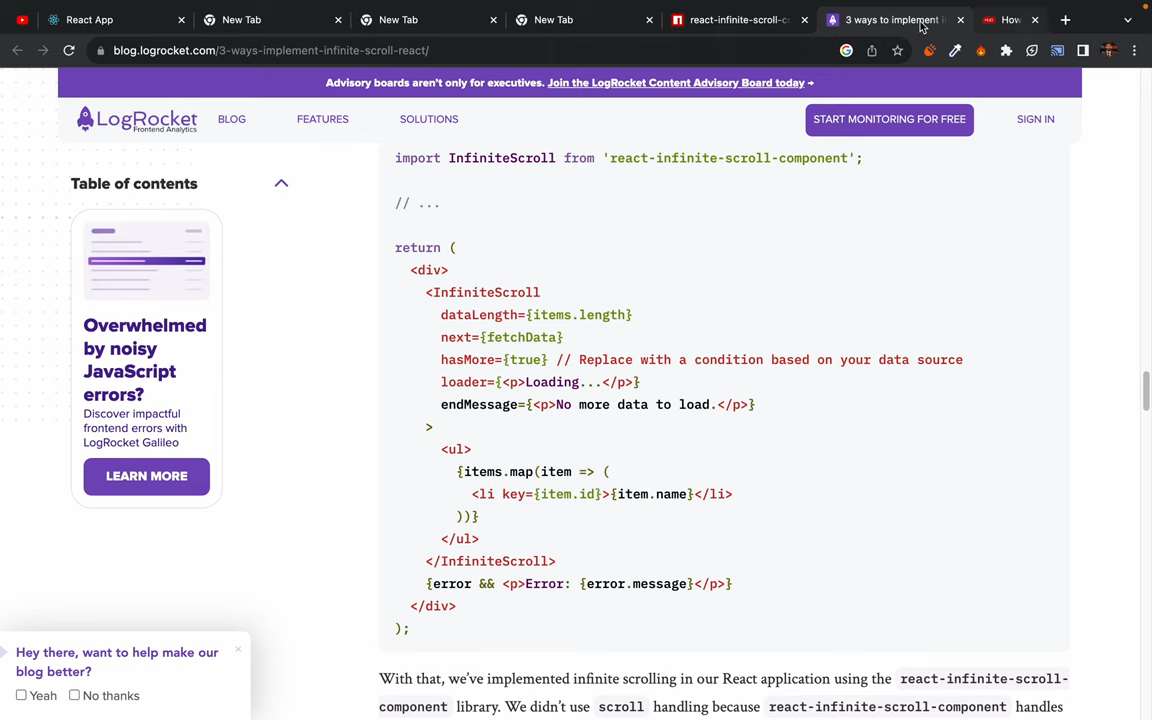 React App
New Tab
New Tab
New Tab
react-infinite-scroll-co
3 ways to implement i
How
blog.logrocket.com/3-ways-implement-infinite-scroll-react/
Advisory boards aren't only for executives. Join the LogRocket Content Advisory Board today →
LogRocket
Frontend Analytics
BLOG
FEATURES
SOLUTIONS
START MONITORING FOR FREE
SIGN IN
Table of contents
Overwhelmed
by noisy
JavaScript
errors?
Discover impactful
frontend errors with
LogRocket Galileo
LEARN MORE
Hey there, want to help make our
blog better?
Yeah
No thanks
import InfiniteScroll from 'react-infinite-scroll-component';
// ...
return (
<div>
<InfiniteScroll
dataLength={items.length}
next={fetchData}
hasMore={true} // Replace with a condition based on your data source
loader={<p>Loading...</p>}
endMessage={<p>No more data to load.</p>}
>
<ul>
{items.map(item => (
<li key={item.id}>{item.name}</li>
))}
</ul>
</InfiniteScroll>
{error && <p>Error: {error.message}</p>}
</div>
);
With that, we've implemented infinite scrolling in our React application using the react-infinite-scroll-
component library. We didn't use scroll handling because react-infinite-scroll-component handles